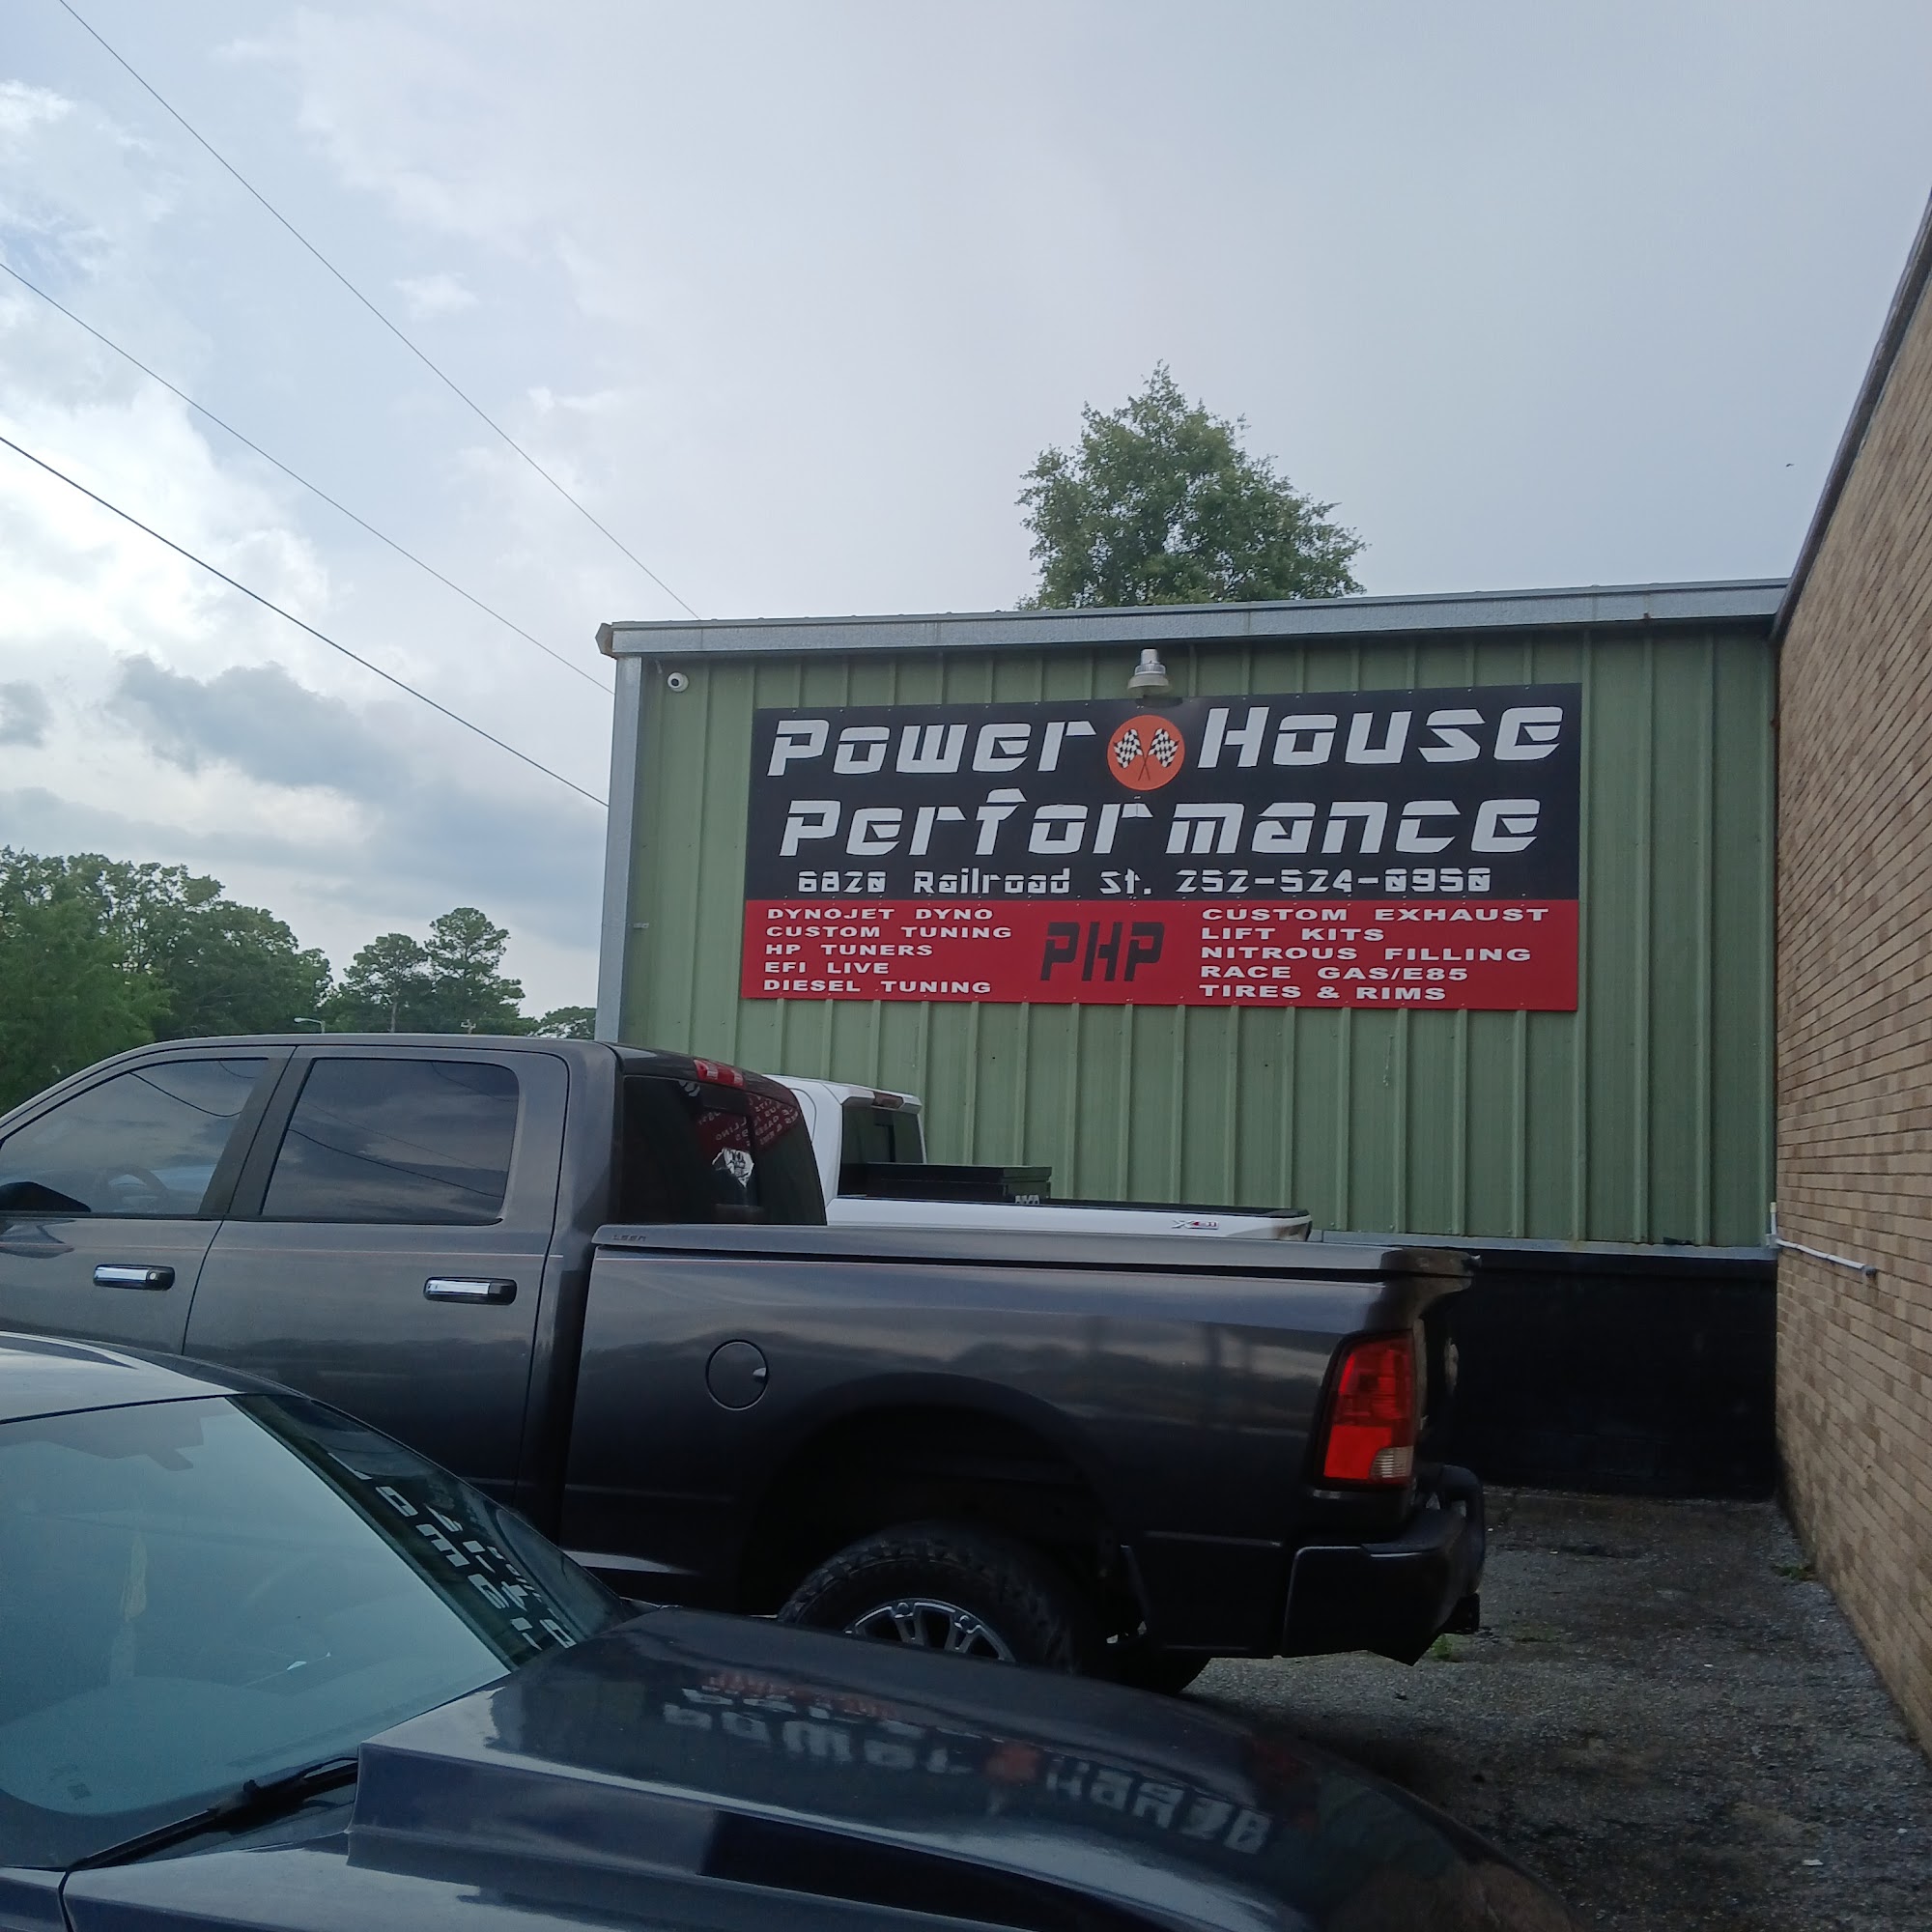 Power House
Performance
6820 Railroad St. 252-524-0950
DYNOJET DYNO
CUSTOM TUNING
HP TUNERS
EFI LIVE
DIESEL TUNING
PHP
CUSTOM EXHAUST
LIFT KITS
NITROUS FILLING
RACE GAS/E85
TIRES & RIMS